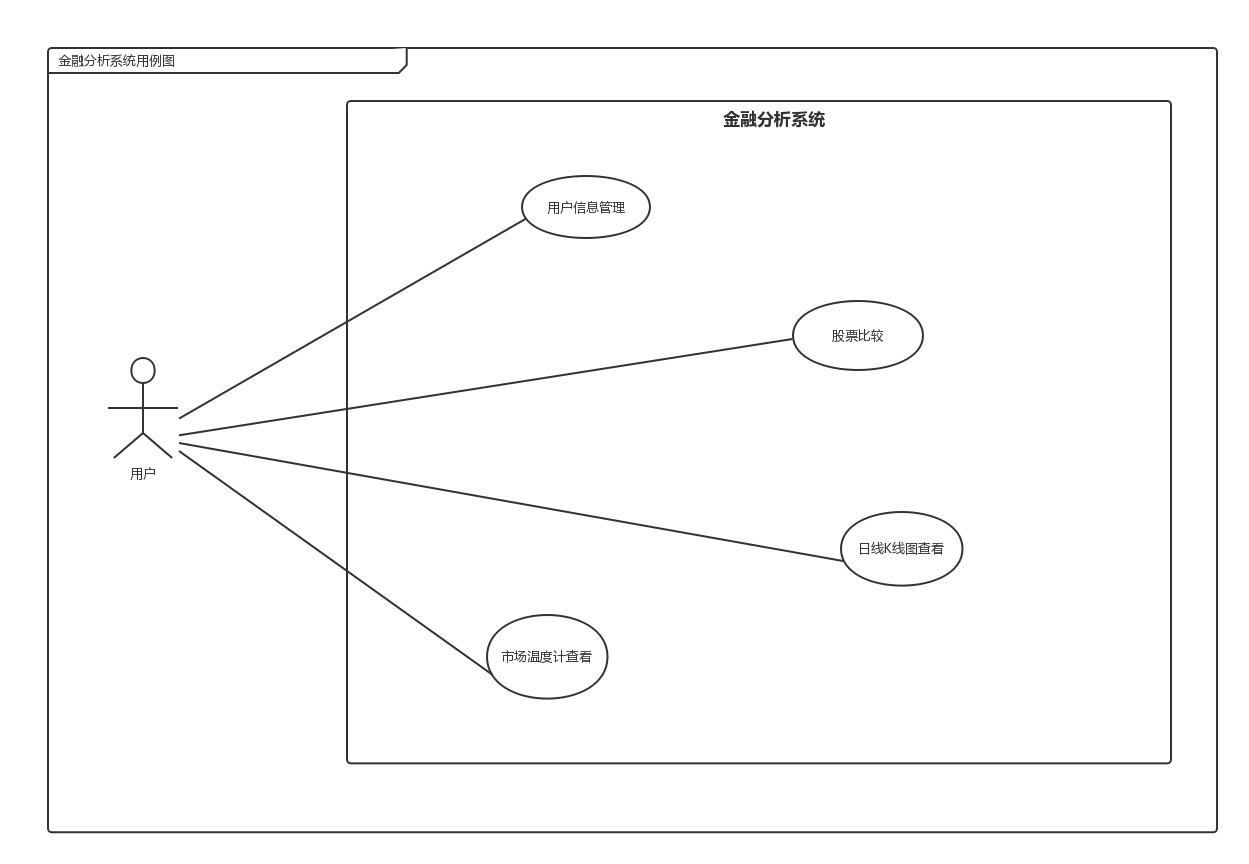 金融分析系统用例图
金融分析系统
用户信息管理
股票比较
用户
日线K线图查看
市场温度计查看